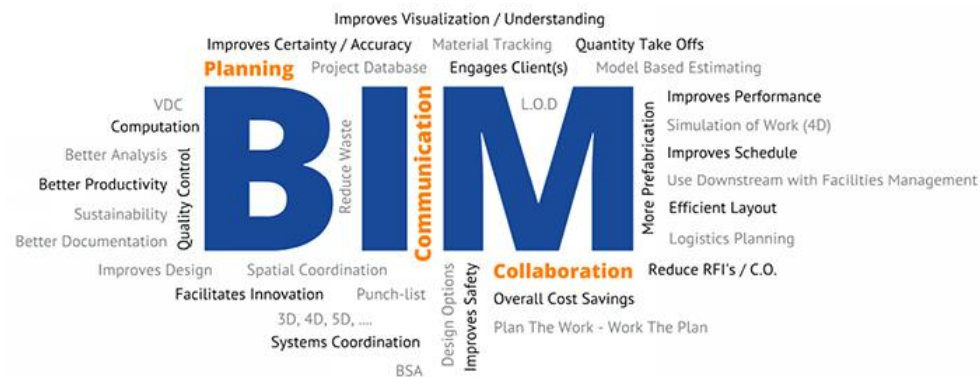 Improves Visualization / Understanding
Improves Certainty / Accuracy
Material Tracking
Quantity Take Offs
Planning
Project Database
Engages Client(s)
Model Based Estimating
BIM
VDC
Computation
Better Analysis
Better Productivity
Sustainability
Better Documentation
Quality Control
Reduce Waste
Communication
L.O.D
More Prefabrication
Improves Performance
Simulation of Work (4D)
Improves Schedule
Use Downstream with Facilities Management
Efficient Layout
Logistics Planning
Improves Design
Spatial Coordination
Facilitates Innovation
Punch-list
3D, 4D, 5D, ....
Systems Coordination
BSA
Design Options
Improves Safety
Collaboration
Reduce RFI's / C.O.
Overall Cost Savings
Plan The Work - Work The Plan